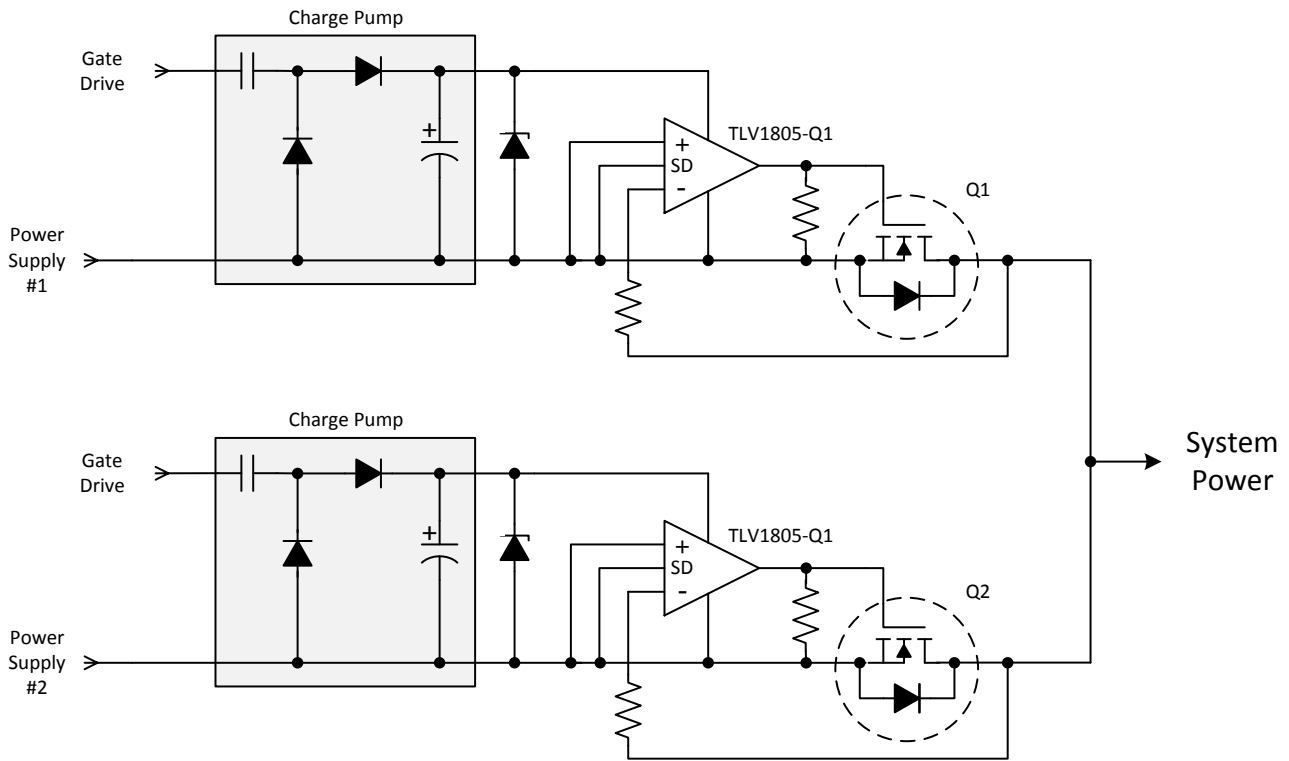 Charge Pump
Gate
Drive
+
TLV1805-Q1
+
SD
-
Q1
Power
Supply
#1
Charge Pump
Gate
Drive
+
TLV1805-Q1
+
SD
-
Q2
Power
Supply
#2
System
Power